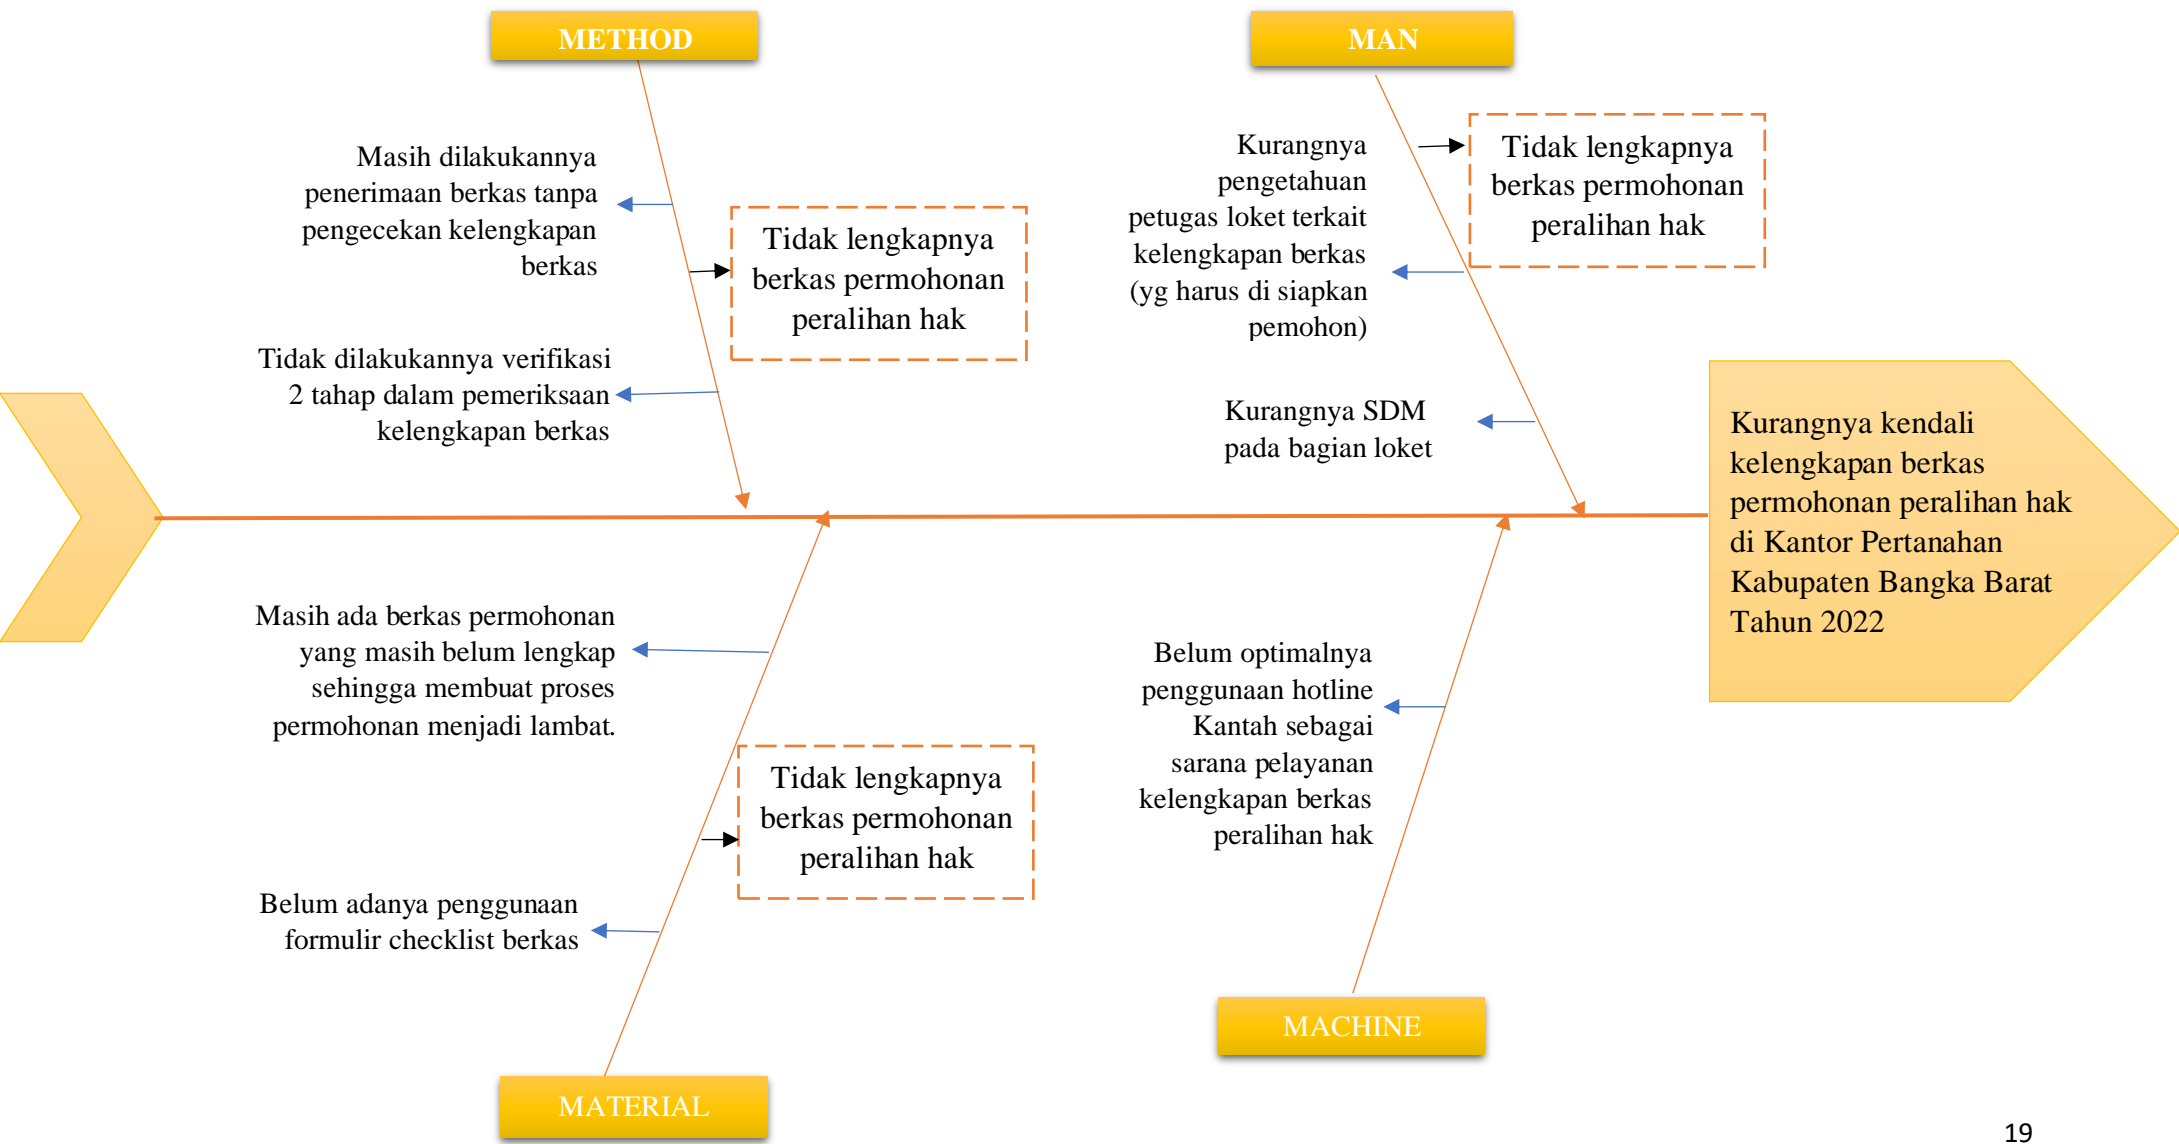 METHOD
MAN
Masih dilakukannya
penerimaan berkas tanpa
pengecekan kelengkapan
berkas
Tidak lengkapnya
berkas permohonan
peralihan hak
Tidak dilakukannya verifikasi
2 tahap dalam pemeriksaan
kelengkapan berkas
Kurangnya
pengetahuan
petugas loket terkait
kelengkapan berkas
(yg harus di siapkan
pemohon)
Tidak lengkapnya
berkas permohonan
peralihan hak
Kurangnya SDM
pada bagian loket
Kurangnya kendali
kelengkapan berkas
permohonan peralihan hak
di Kantor Pertanahan
Kabupaten Bangka Barat
Tahun 2022
Masih ada berkas permohonan
yang masih belum lengkap
sehingga membuat proses
permohonan menjadi lambat.
Tidak lengkapnya
berkas permohonan
peralihan hak
Belum adanya penggunaan
formulir checklist berkas
Belum optimalnya
penggunaan hotline
Kantah sebagai
sarana pelayanan
kelengkapan berkas
peralihan hak
MACHINE
MATERIAL
19